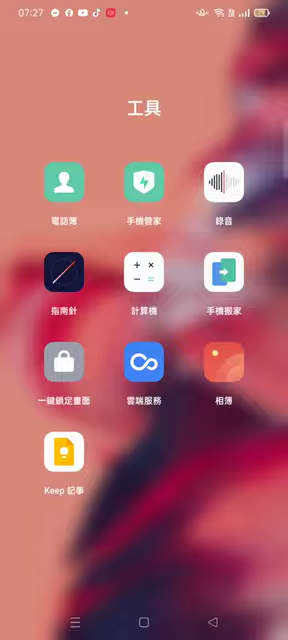 07:27
工具
電話簿
手機管家
錄音
指南針
計算機
手機搬家
一鍵鎖定畫面
雲端服務
相簿
Keep 記事